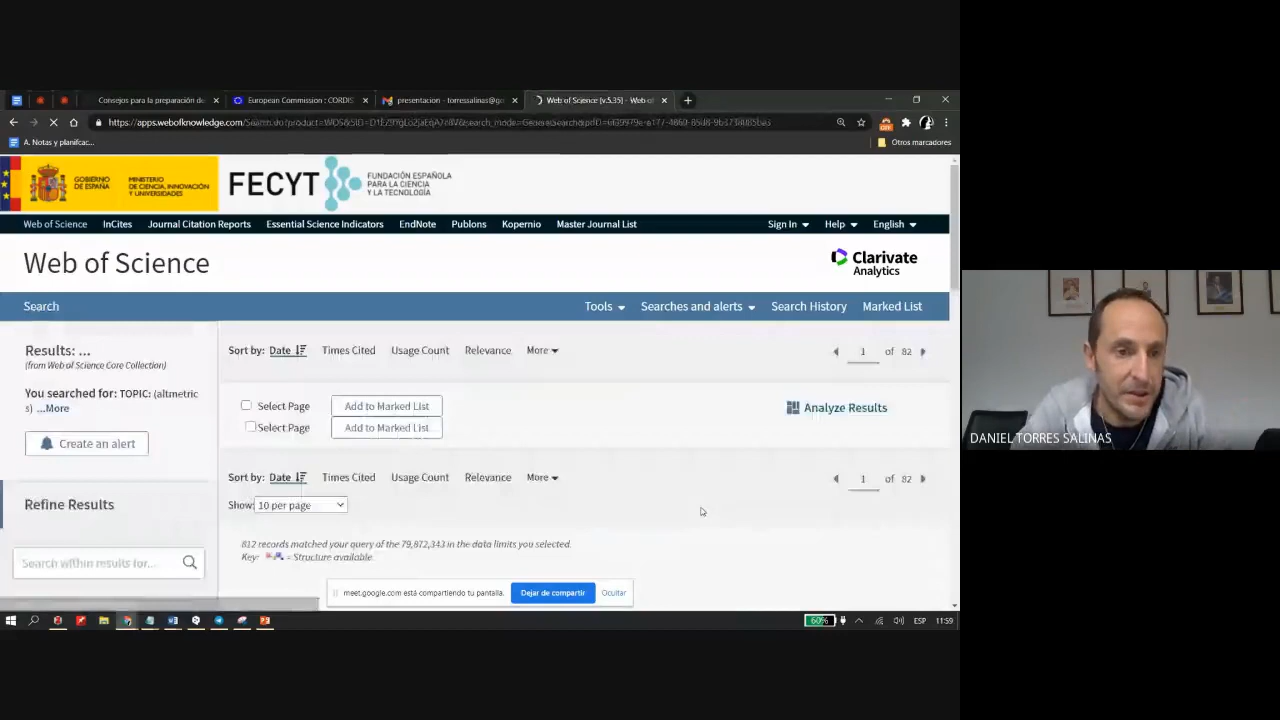 Consejos para la preparación de
European Commission : CORDIS
presentacion - torressalinas@go
Web of Science [v.5.35] - Web of
A. Notas y planifcac...
Otros marcadores
GOBIERNO DE ESPAÑA
MINISTERIO DE CIENCIA, INNOVACIÓN Y UNIVERSIDADES
FECYT
FUNDACIÓN ESPAÑOLA
PARA LA CIENCIA
Y LA TECNOLOGÍA
Web of Science InCites Journal Citation Reports Essential Science Indicators EndNote Publons Kopernio Master Journal List Sign In Help English
Web of Science
Clarivate
Analytics
Search Tools Searches and alerts Search History Marked List
Results: ...
(from Web of Science Core Collection)
You searched for: TOPIC: (altmetric
s) ...More
Create an alert
Refine Results
Search within results for...
Sort by: Date Times Cited Usage Count Relevance More 1 of 82
Select Page Add to Marked List Analyze Results
Select Page Add to Marked List
Sort by: Date Times Cited Usage Count Relevance More 1 of 82
Show: 10 per page
812 records matched your query of the 79,872,343 in the data limits you selected.
Key: = Structure available.
meet.google.com está compartiendo tu pantalla. Dejar de compartir Ocultar
60% ESP 11:59
DANIEL TORRES SALINAS